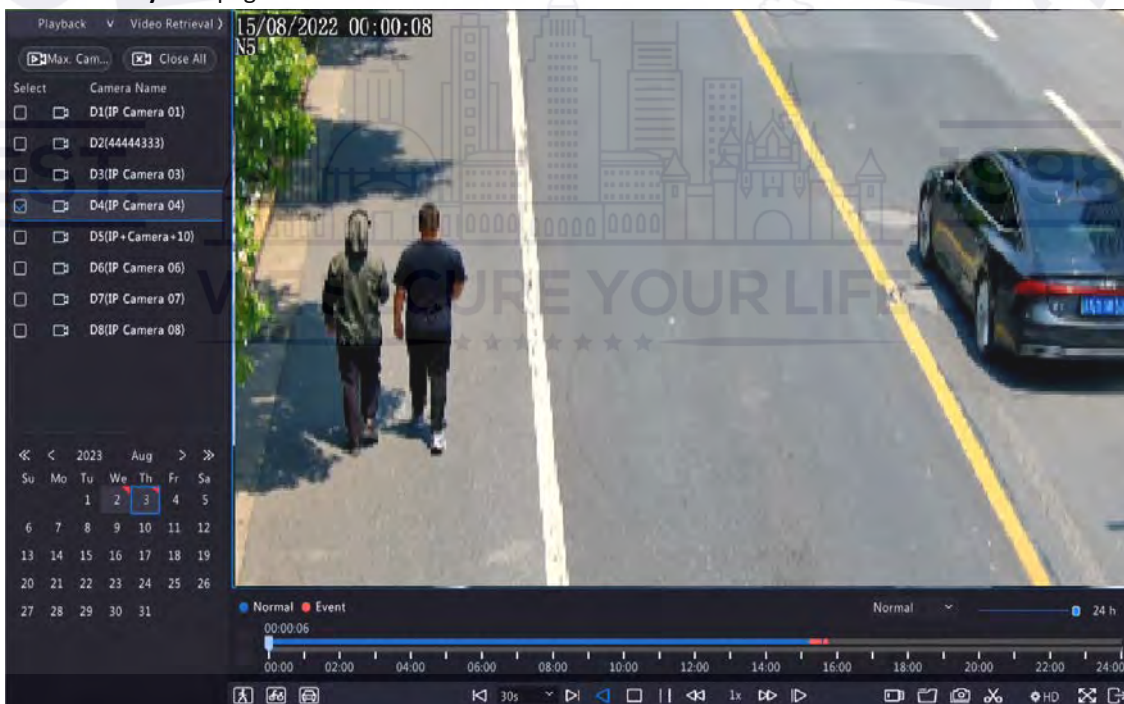 Playback Video Retrieval
Max. Cam... Close All
Select Camera Name
D1(IP Camera 01)
D2(44444333)
D3(IP Camera 03)
D4(IP Camera 04)
D5(IP+Camera+10)
D6(IP Camera 06)
D7(IP Camera 07)
D8(IP Camera 08)
2023 Aug
Su Mo Tu We Th Fr Sa
1 2 3 4 5
6 7 8 9 10 11 12
13 14 15 16 17 18 19
20 21 22 23 24 25 26
27 28 29 30 31
15/08/2022 00:00:08
N5
WE SECURE YOUR LIFE
Normal Event
Normal 24 h
00:00:06
00:00 02:00 04:00 06:00 08:00 10:00 12:00 14:00 16:00 18:00 20:00 22:00 24:00
30s 1x HD